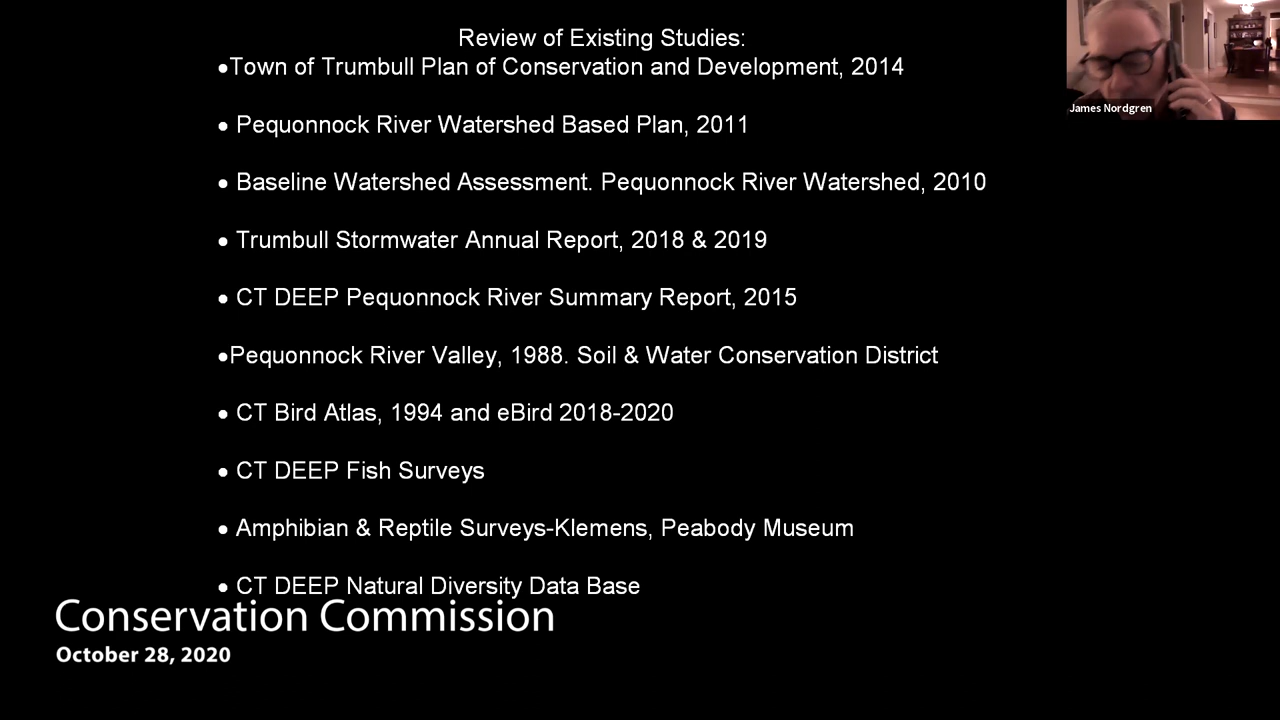 Review of Existing Studies:
●Town of Trumbull Plan of Conservation and Development, 2014
● Pequonnock River Watershed Based Plan, 2011
● Baseline Watershed Assessment. Pequonnock River Watershed, 2010
● Trumbull Stormwater Annual Report, 2018 & 2019
● CT DEEP Pequonnock River Summary Report, 2015
●Pequonnock River Valley, 1988. Soil & Water Conservation District
● CT Bird Atlas, 1994 and eBird 2018-2020
● CT DEEP Fish Surveys
● Amphibian & Reptile Surveys-Klemens, Peabody Museum
● CT DEEP Natural Diversity Data Base
Conservation Commission
October 28, 2020
James Nordgren